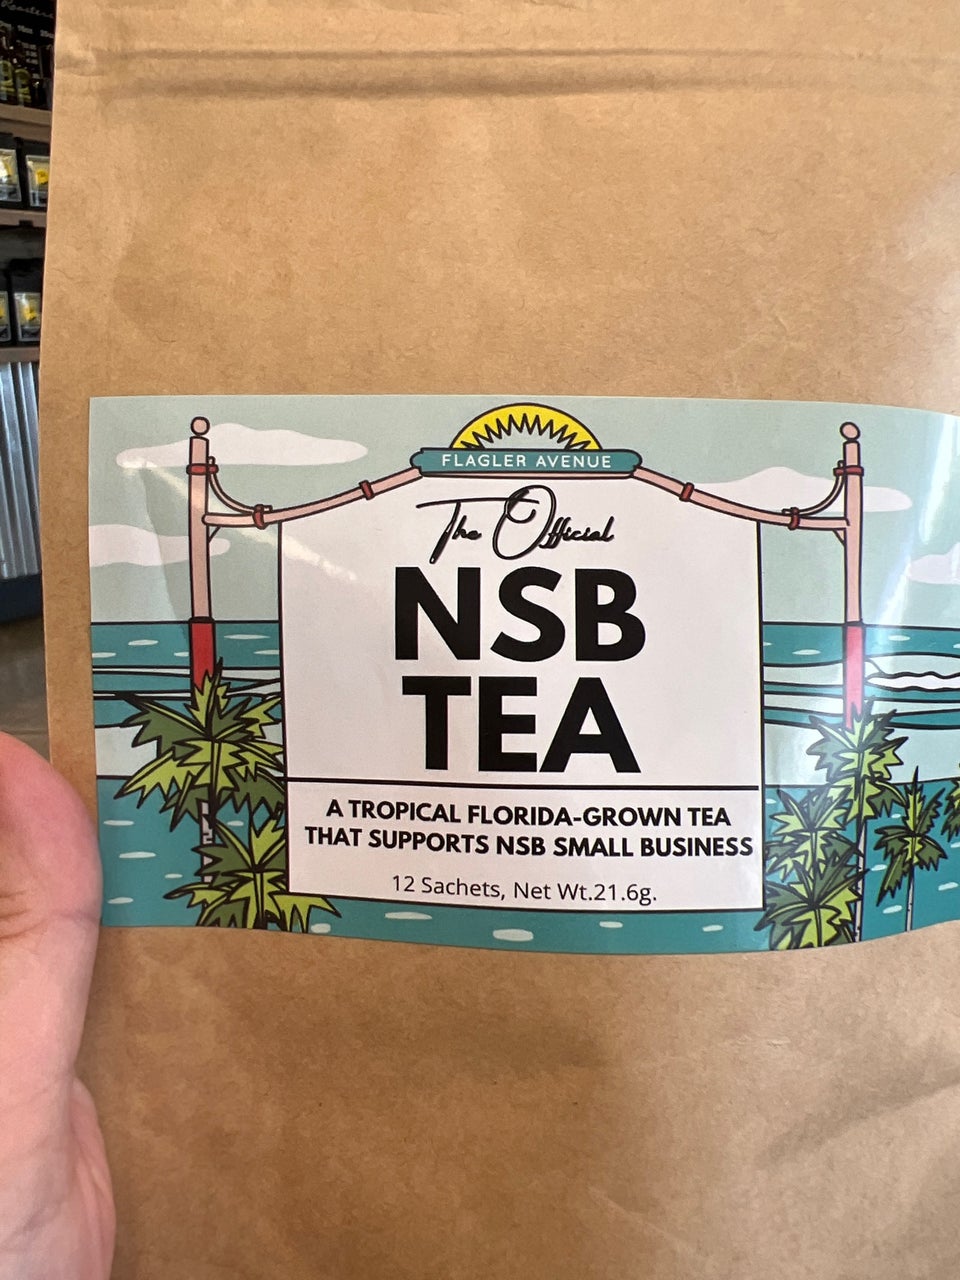 FLAGLER AVENUE
The Official
NSB
TEA
A TROPICAL FLORIDA-GROWN TEA
THAT SUPPORTS NSB SMALL BUSINESS
12 Sachets, Net Wt.21.6g.